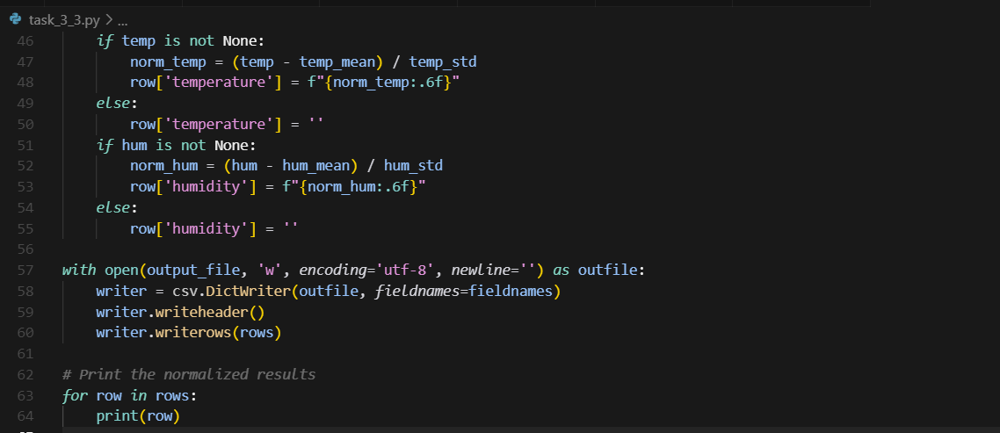 task_3_3.py > ...
46 if temp is not None:
47 norm_temp = (temp - temp_mean) / temp_std
48 row['temperature'] = f"{norm_temp:.6f}"
49 else:
50 row['temperature'] = ''
51 if hum is not None:
52 norm_hum = (hum - hum_mean) / hum_std
53 row['humidity'] = f"{norm_hum:.6f}"
54 else:
55 row['humidity'] = ''
56
57 with open(output_file, 'w', encoding='utf-8', newline='') as outfile:
58 writer = csv.DictWriter(outfile, fieldnames=fieldnames)
59 writer.writeheader()
60 writer.writerows(rows)
61
62 # Print the normalized results
63 for row in rows:
64 print(row)